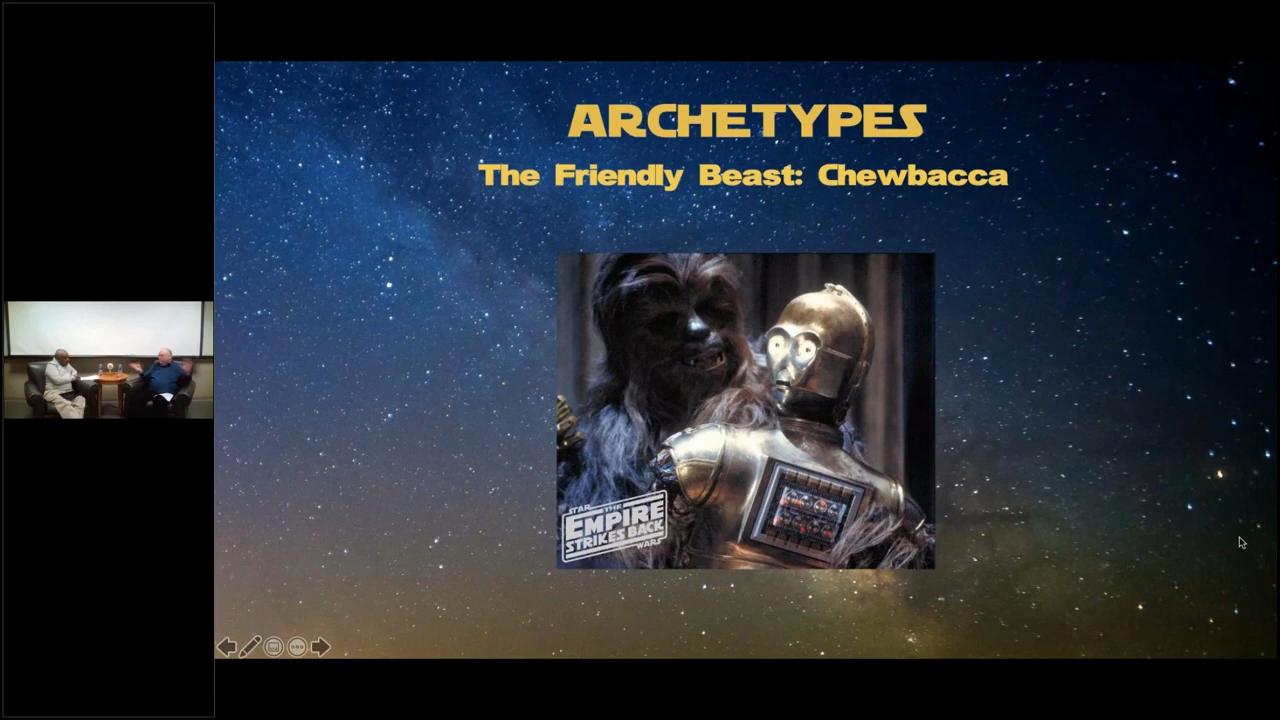 ARCHETYPES
The Friendly Beast: Chewbacca
STAR THE
EMPIRE
STRIKES BACK
WARS